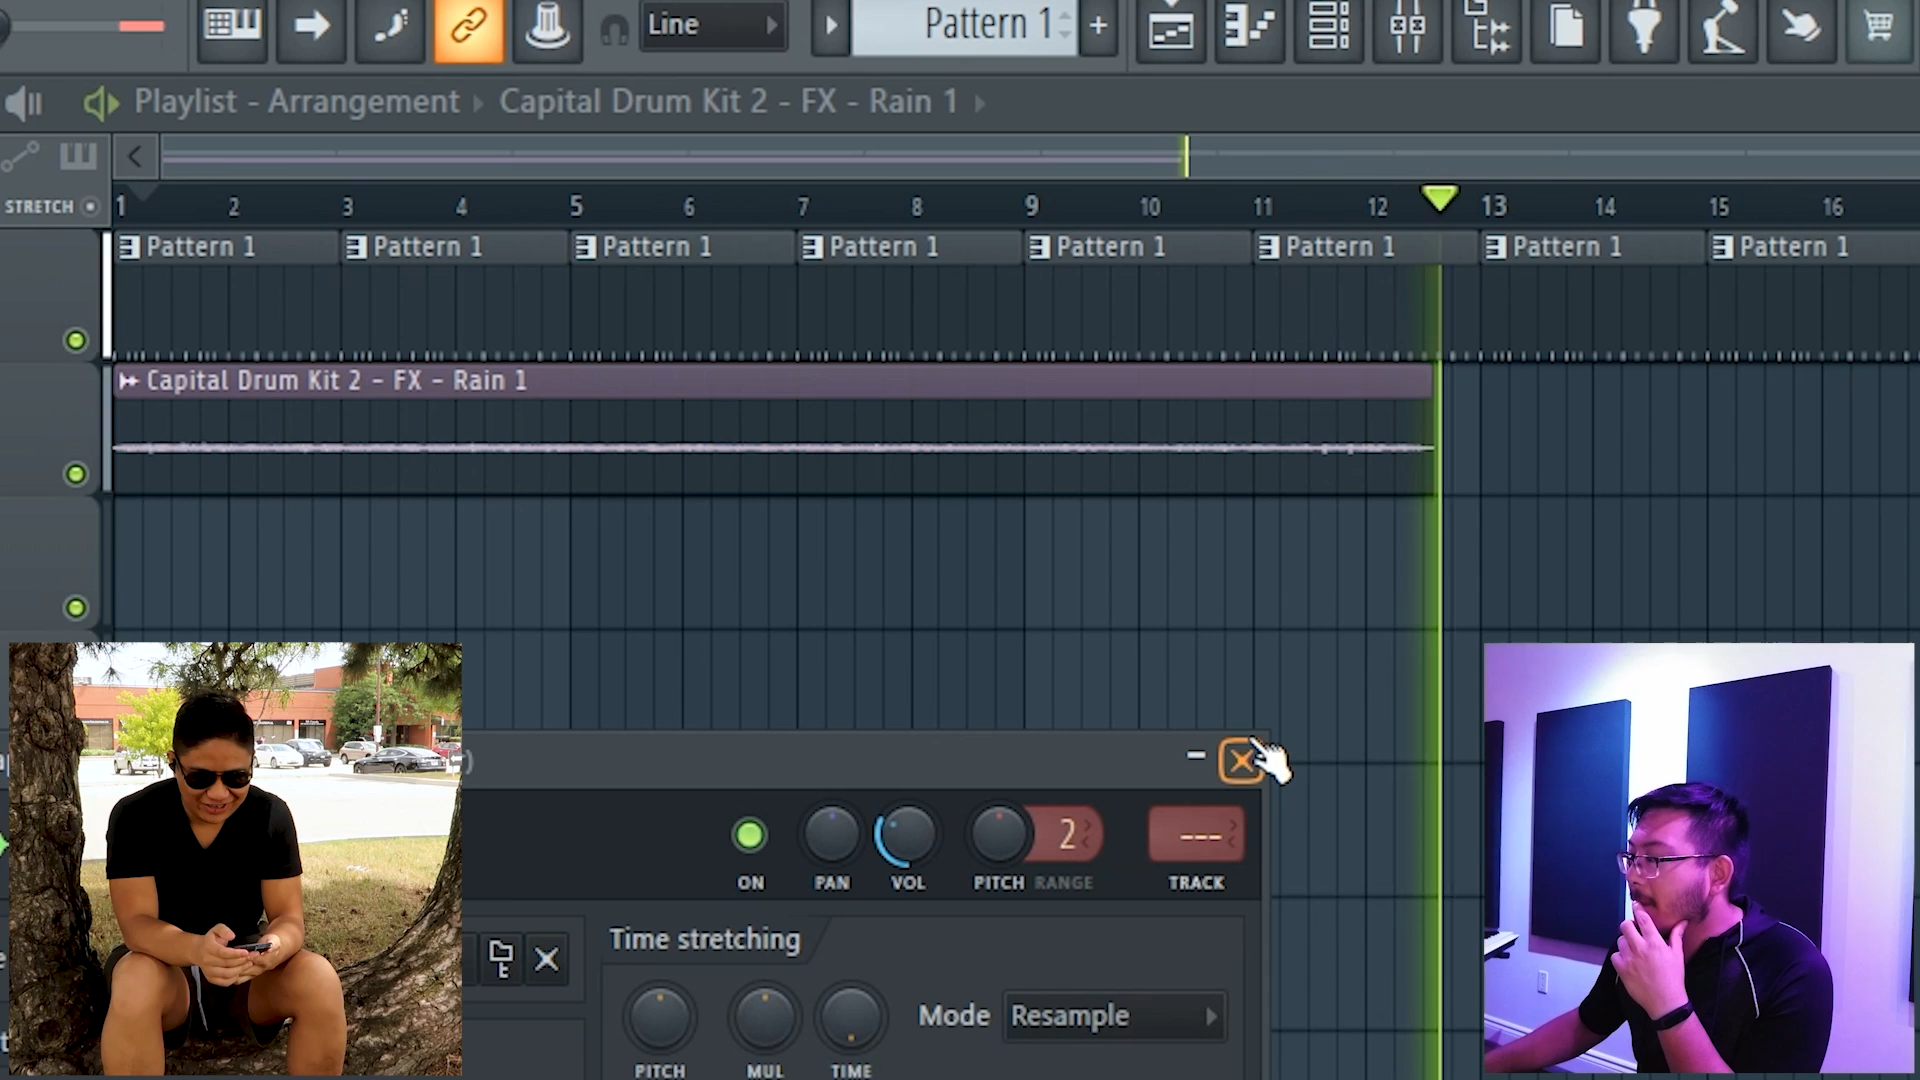 Line
Pattern 1
+
Playlist - Arrangement Capital Drum Kit 2 - FX - Rain 1
STRETCH
1 2 3 4 5 6 7 8 9 10 11 12 13 14 15 16
Pattern 1 Pattern 1 Pattern 1 Pattern 1 Pattern 1 Pattern 1 Pattern 1 Pattern 1
Capital Drum Kit 2 - FX - Rain 1
2
---
ON PAN VOL PITCH RANGE TRACK
Time stretching
Mode Resample
PITCH MUL TIME